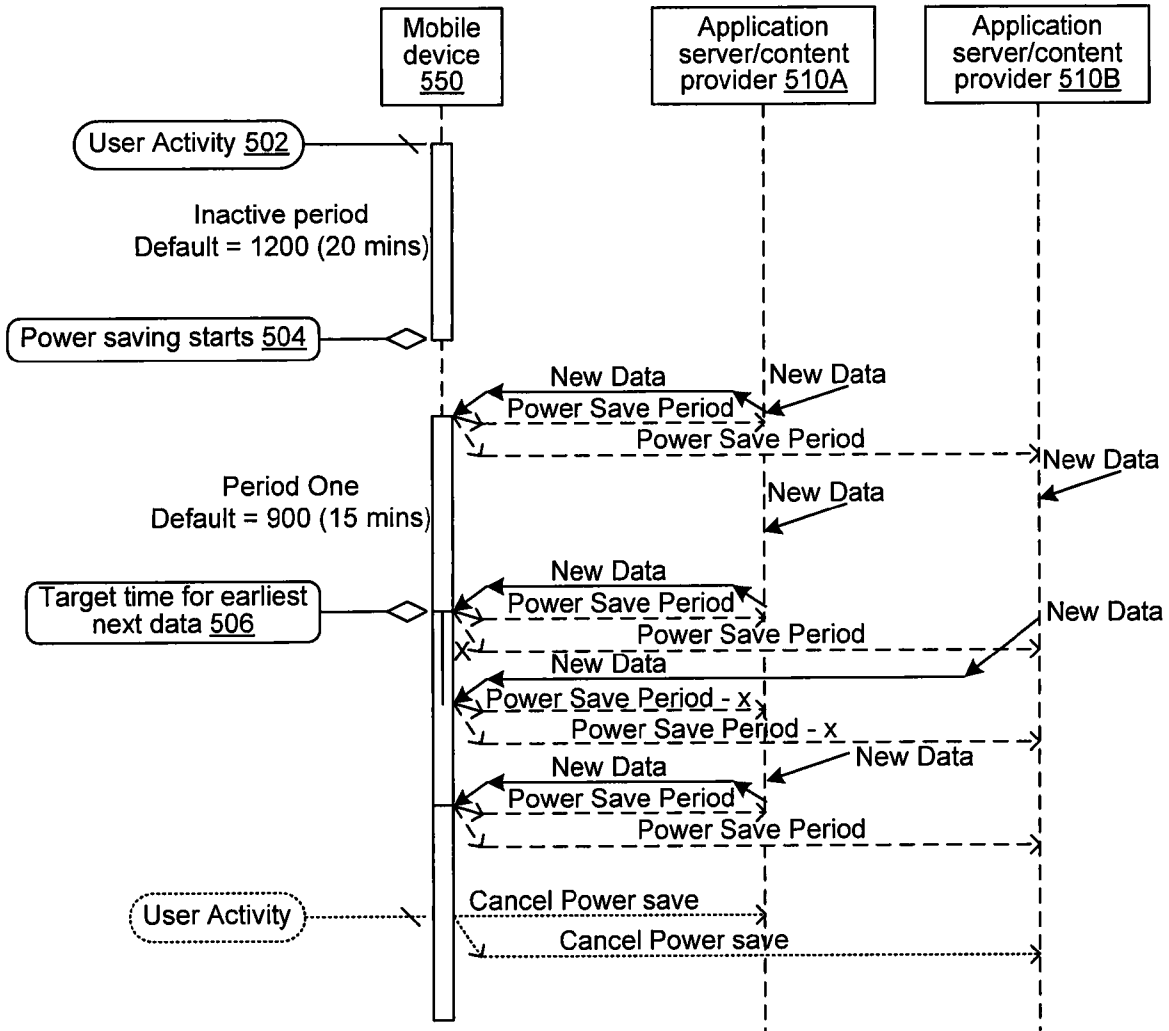 Mobile
device
550
Application
server/content
provider 510A
Application
server/content
provider 510B
User Activity 502
Inactive period
Default = 1200 (20 mins)
Power saving starts 504
New Data
New Data
Power Save Period
Power Save Period
New Data
Period One
Default = 900 (15 mins)
New Data
New Data
Target time for earliest
next data 506
Power Save Period
New Data
Power Save Period
x
New Data
Power Save Period - x
Power Save Period - x
New Data
New Data
Power Save Period
Power Save Period
User Activity
Cancel Power save
Cancel Power save